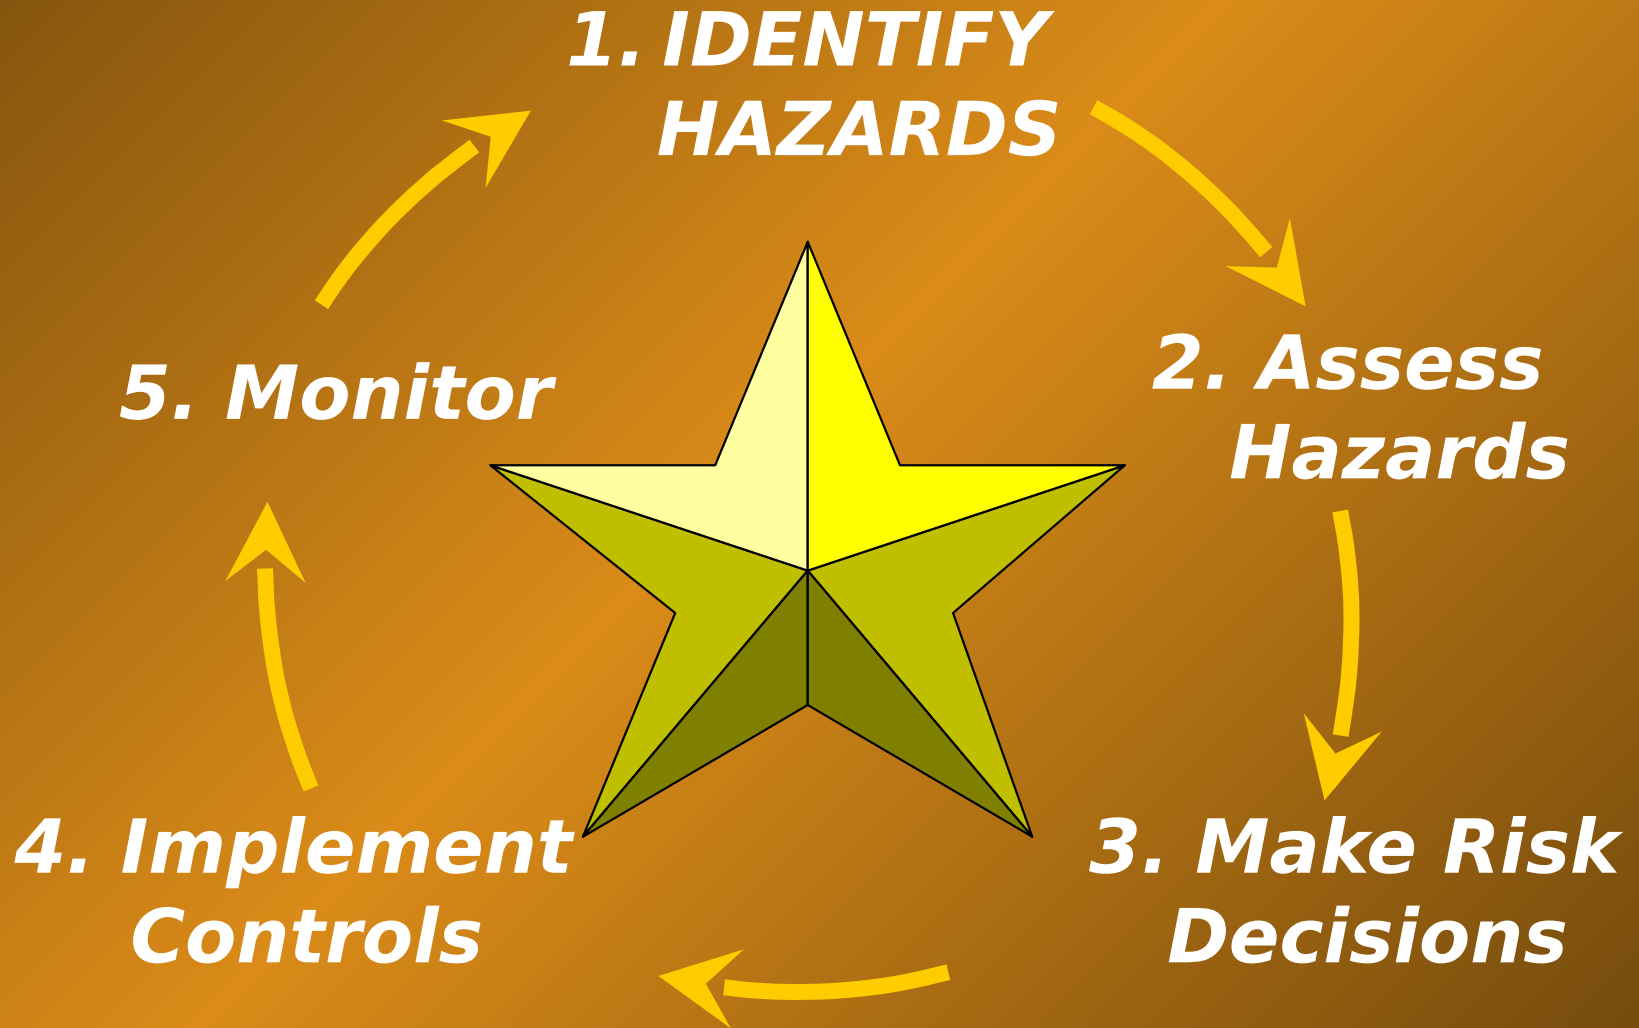 1. IDENTIFY
HAZARDS
2. Assess
Hazards
3. Make Risk
Decisions
4. Implement
Controls
5. Monitor